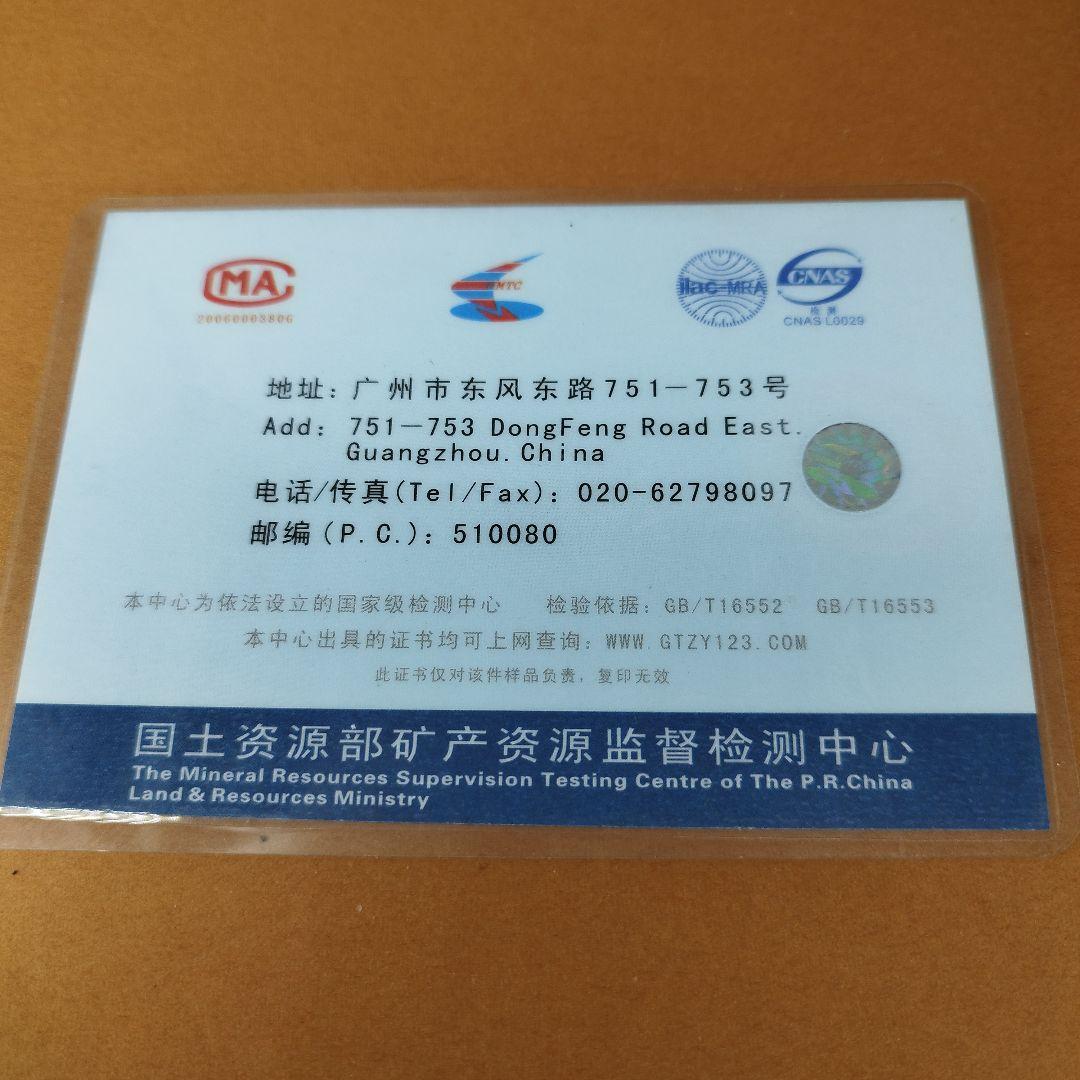 MA
2006000380G
GMTC
ilac-MRA
CNAS
检测
CNAS L0029
地址：广州市东风东路751－753号
Add: 751－753 DongFeng Road East.
Guangzhou.China
电话/传真(Tel/Fax): 020-62798097
邮编(P.C.): 510080
本中心为依法设立的国家级检测中心 检验依据：GB/T16552 GB/T16553
本中心出具的证书均可上网查询：WWW.GTZY123.COM
此证书仅对该件样品负责，复印无效
国土资源部矿产资源监督检测中心
The Mineral Resources Supervision Testing Centre of The P.R.China
Land & Resources Ministry